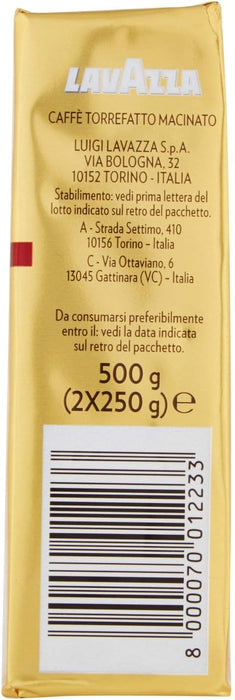 LAVAZZA
CAFFÈ TORREFATTO MACINATO
LUIGI LAVAZZA S.p.A.
VIA BOLOGNA, 32
10152 TORINO - ITALIA
Stabilimento: vedi prima lettera del
lotto indicato sul retro del pacchetto.
A - Strada Settimo, 410
10156 Torino – Italia
C - Via Ottaviano, 6
13045 Gattinara (VC) – Italia
Da consumarsi preferibilmente
entro il: vedi la data indicata
sul retro del pacchetto.
500 g
(2X250 g) ℮
8 000070 012233